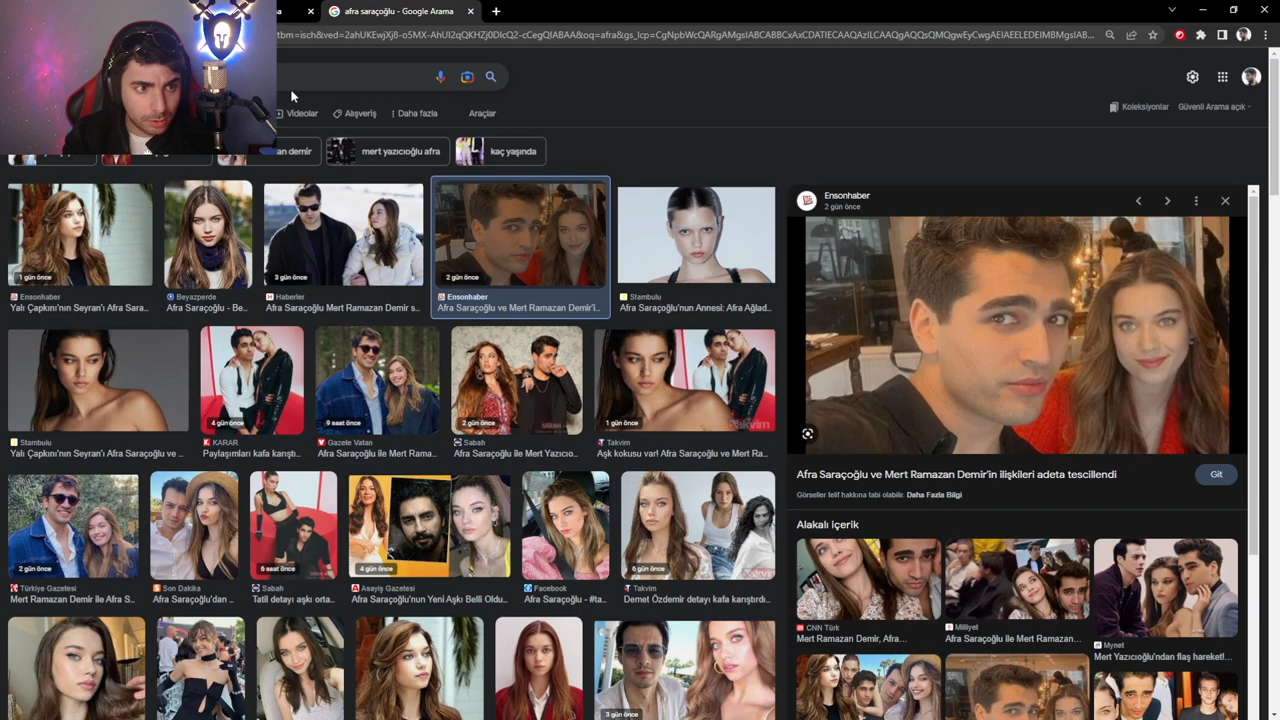 afra saraçoğlu - Google Arama
Videolar
Alışveriş
Daha fazla
Araçlar
Koleksiyonlar
Güvenli Arama açık
an demir
mert yazıcıoğlu afra
kaç yaşında
1 gün önce
3 gün önce
2 gün önce
Ensonhaber
Yalı Çapkını'nın Seyran'ı Afra Sara...
Beyazperde
Afra Saraçoğlu - Be...
Haberler
Afra Saraçoğlu Mert Ramazan Demir s...
Ensonhaber
Afra Saraçoğlu ve Mert Ramazan Demir'i...
Stambulu
Afra Saraçoğlu'nun Annesi: Afra Ağlad...
4 gün önce
9 saat önce
2 gün önce
1 gün önce
Takvim
Stambulu
Yalı Çapkını'nın Seyran'ı Afra Saraçoğlu ve ...
KARAR
Paylaşımları kafa karıştı...
Gazete Vatan
Afra Saraçoğlu ile Mert Rama...
Sabah
Afra Saraçoğlu ile Mert Yazıcıo...
Takvim
Aşk kokusu var! Afra Saraçoğlu ve Mert Ra...
2 gün önce
6 saat önce
4 gün önce
6 gün önce
Takvim
Türkiye Gazetesi
Mert Ramazan Demir ile Afra S...
Son Dakika
Afra Saraçoğlu'dan ...
Sabah
Tatil detayı aşkı orta...
Asayiş Gazetesi
Afra Saraçoğlu'nun Yeni Aşkı Belli Oldu...
Facebook
Afra Saraçoğlu - #ta...
Takvim
Demet Özdemir detayı kafa karıştırdı...
3 gün önce
Ensonhaber
2 gün önce
Afra Saraçoğlu ve Mert Ramazan Demir'in ilişkileri adeta tescillendi
Git
Görseller telif hakkına tabi olabilir. Daha Fazla Bilgi
Alakalı içerik
CNN Türk
Mert Ramazan Demir, Afra...
Milliyet
Afra Saraçoğlu ile Mert Ramazan...
Mynet
Mert Yazıcıoğlu'ndan flaş hareket!...